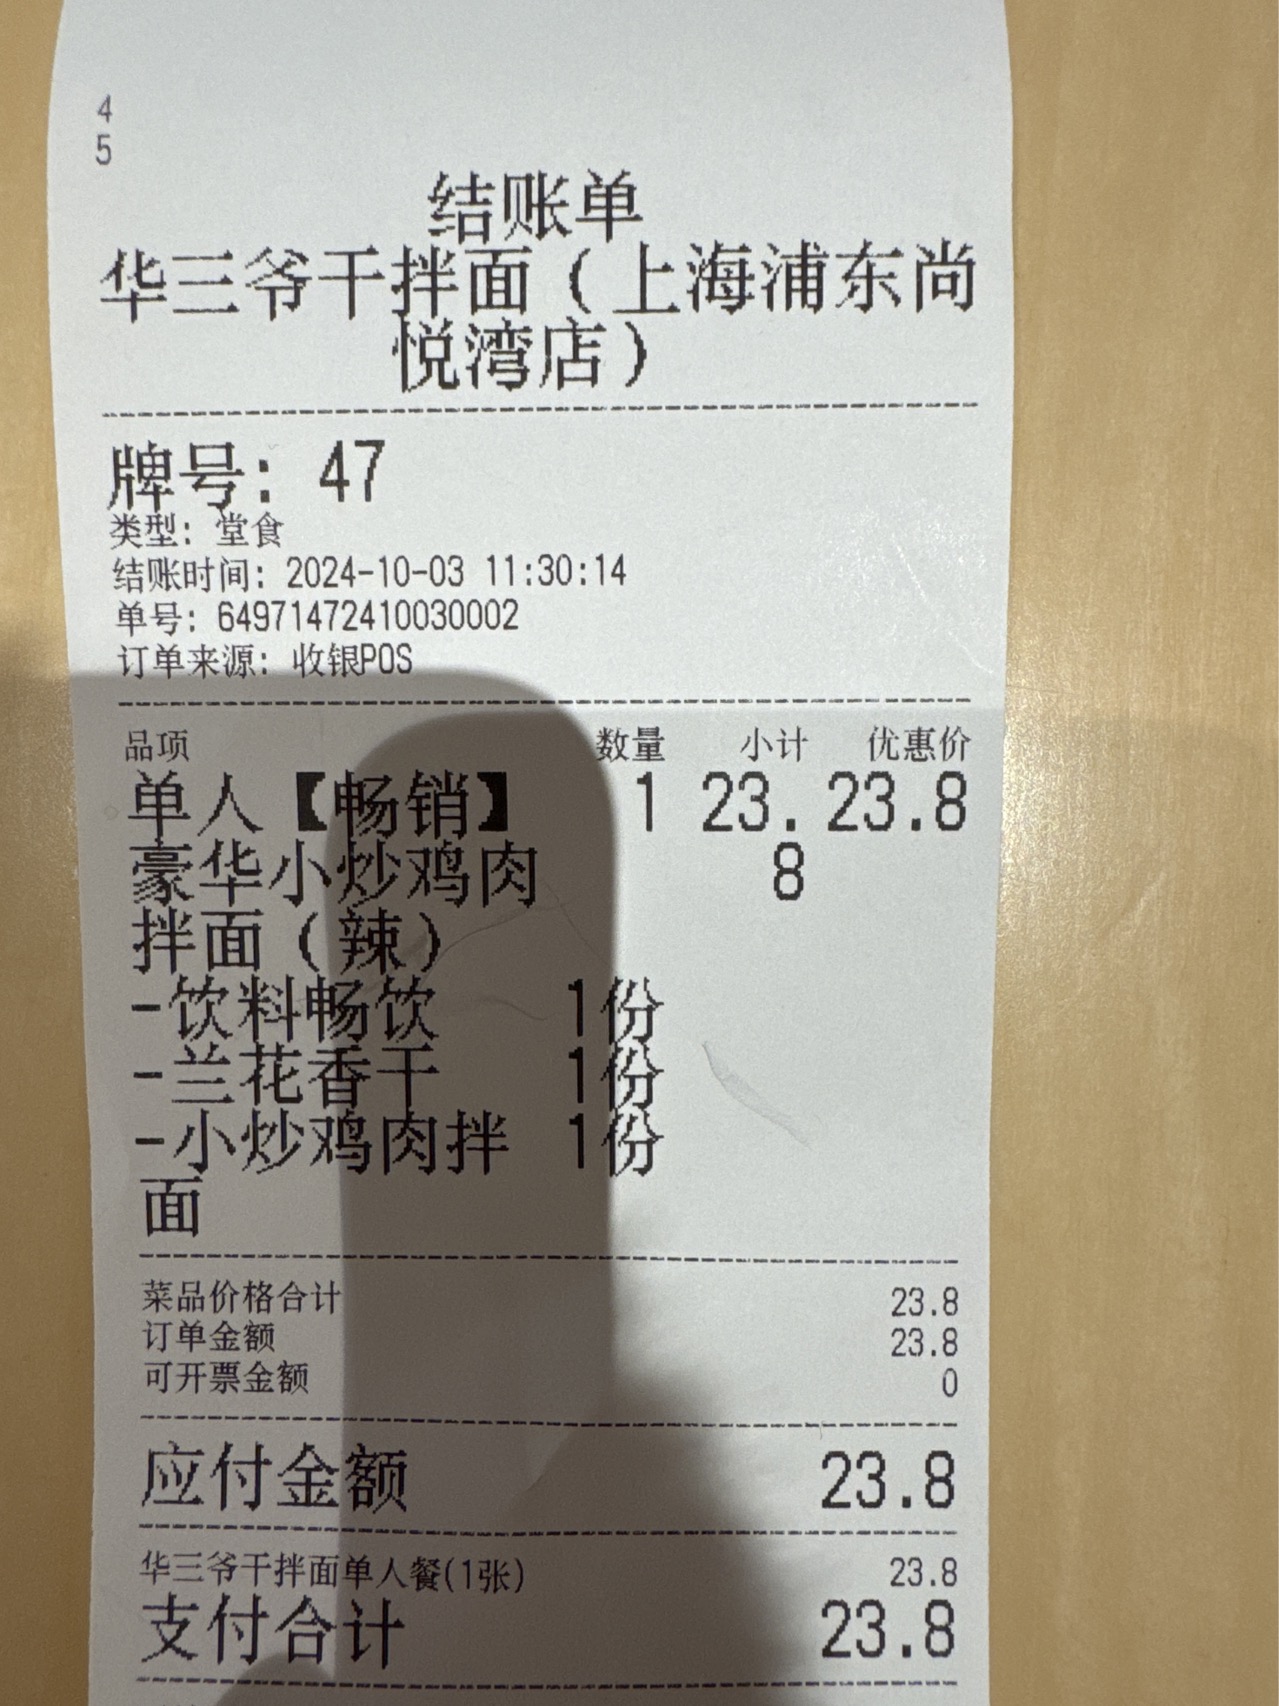 4
5
结账单
华三爷干拌面（上海浦东尚
悦湾店）
牌号: 47
类型: 堂食
结账时间: 2024-10-03 11:30:14
单号: 64971472410030002
订单来源: 收银POS
品项 数量 小计 优惠价
单人【畅销】 1 23. 23.8
豪华小炒鸡肉 8
拌面（辣）
-饮料畅饮 1份
-兰花香干 1份
-小炒鸡肉拌 1份
面
菜品价格合计 23.8
订单金额 23.8
可开票金额 0
应付金额 23.8
华三爷干拌面单人餐(1张) 23.8
支付合计 23.8